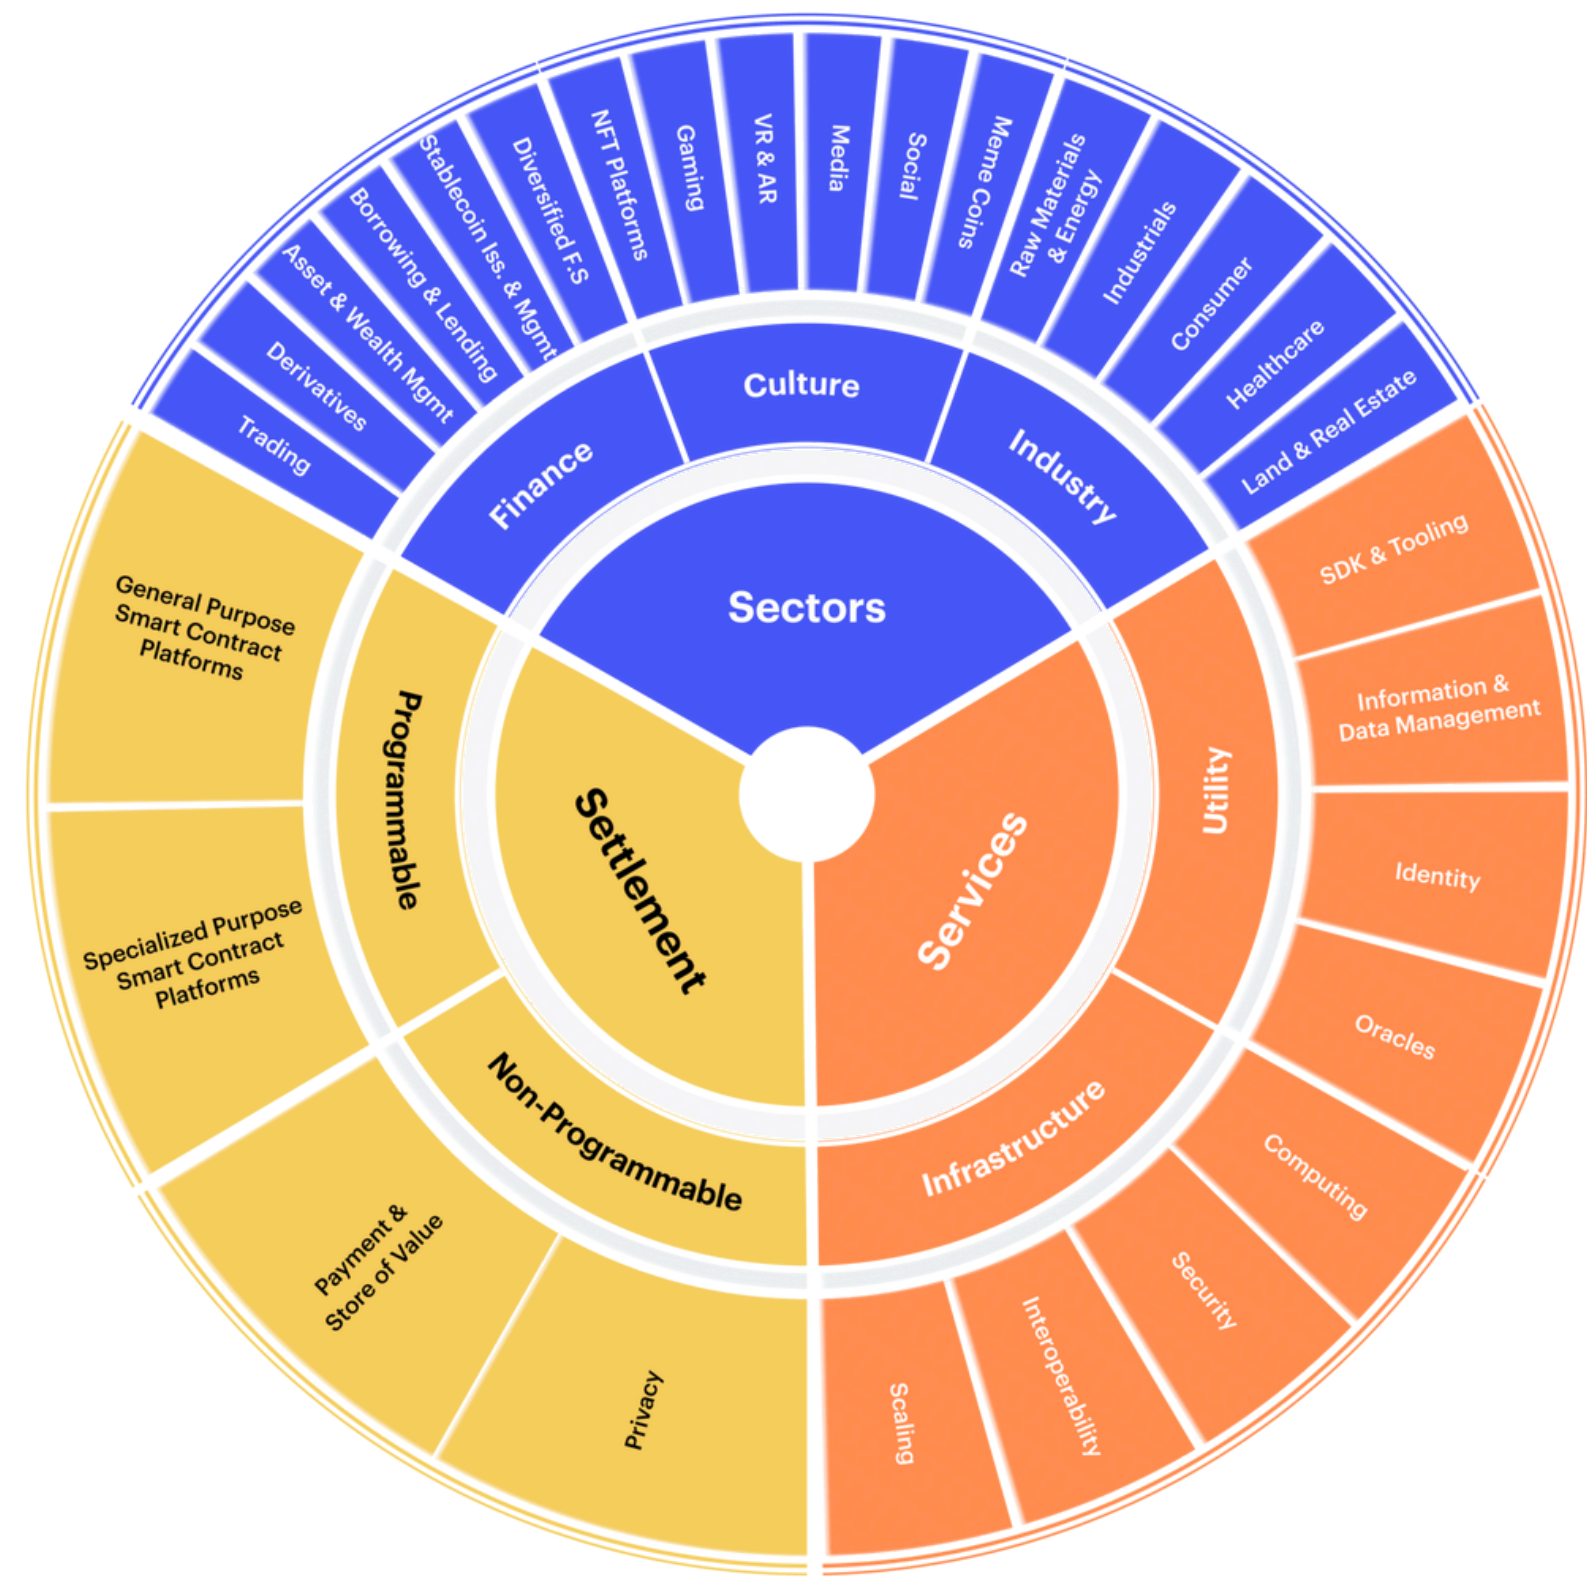 Sectors
Finance
Culture
Industry
Trading
Derivatives
Asset & Wealth Mgmt
Borrowing & Lending
Stablecoin Iss. & Mgmt
Diversified F.S
NFT Platforms
Gaming
VR & AR
Media
Social
Meme Coins
Raw Materials
& Energy
Industrials
Consumer
Healthcare
Land & Real Estate
Services
Utility
Infrastructure
SDK & Tooling
Information &
Data Management
Identity
Oracles
Computing
Security
Interoperability
Scaling
Settlement
Programmable
Non-Programmable
General Purpose
Smart Contract
Platforms
Specialized Purpose
Smart Contract
Platforms
Payment &
Store of Value
Privacy